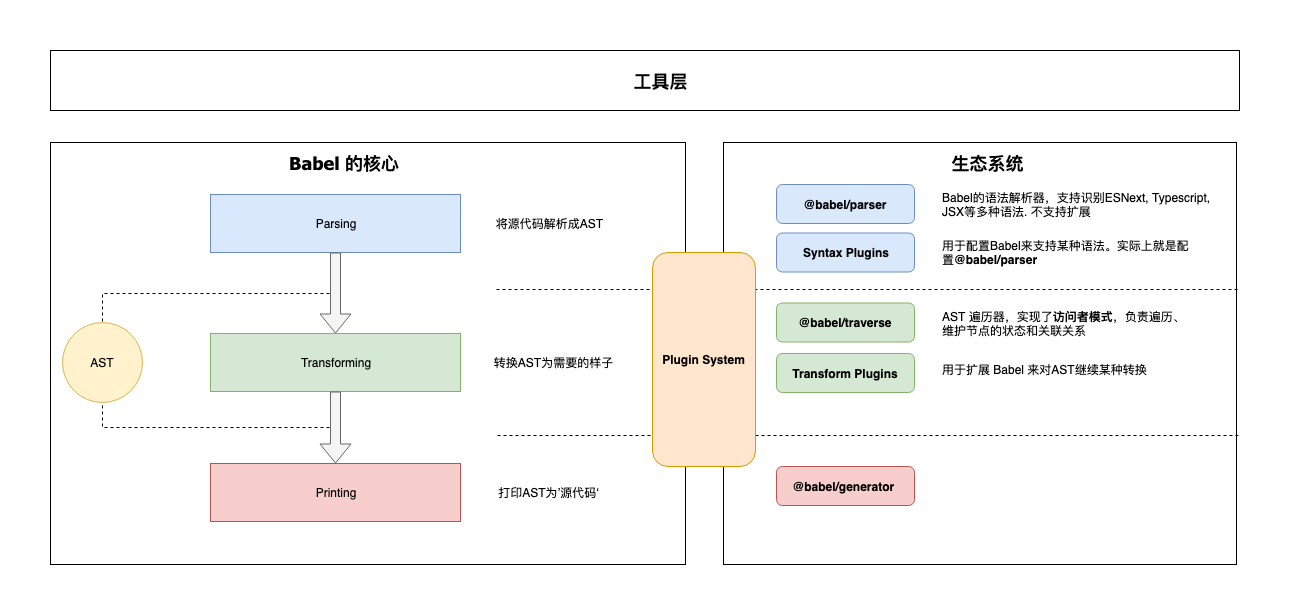 工具层
Babel 的核心
Parsing
将源代码解析成AST
AST
Transforming
转换AST为需要的样子
Printing
打印AST为'源代码'
Plugin System
生态系统
@babel/parser
Babel的语法解析器，支持识别ESNext, Typescript,
JSX等多种语法. 不支持扩展
Syntax Plugins
用于配置Babel来支持某种语法。实际上就是配
置@babel/parser
@babel/traverse
AST 遍历器，实现了访问者模式，负责遍历、
维护节点的状态和关联关系
Transform Plugins
用于扩展 Babel 来对AST继续某种转换
@babel/generator